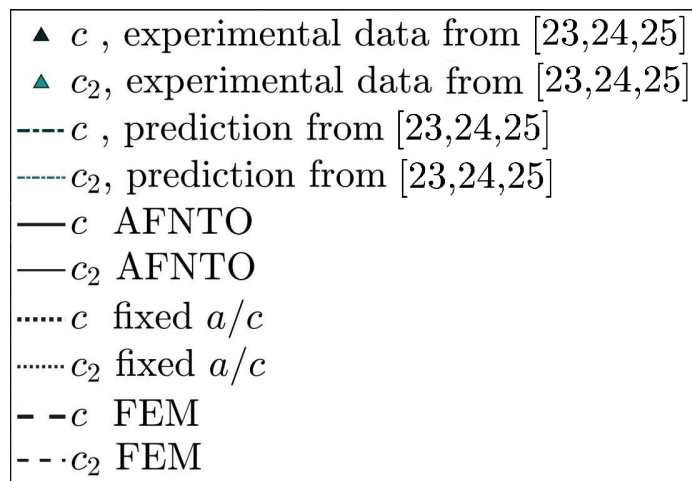 c , experimental data from [23,24,25]
c₂, experimental data from [23,24,25]
c , prediction from [23,24,25]
c₂, prediction from [23,24,25]
c AFNTO
c₂ AFNTO
c fixed a/c
c₂ fixed a/c
c FEM
c₂ FEM